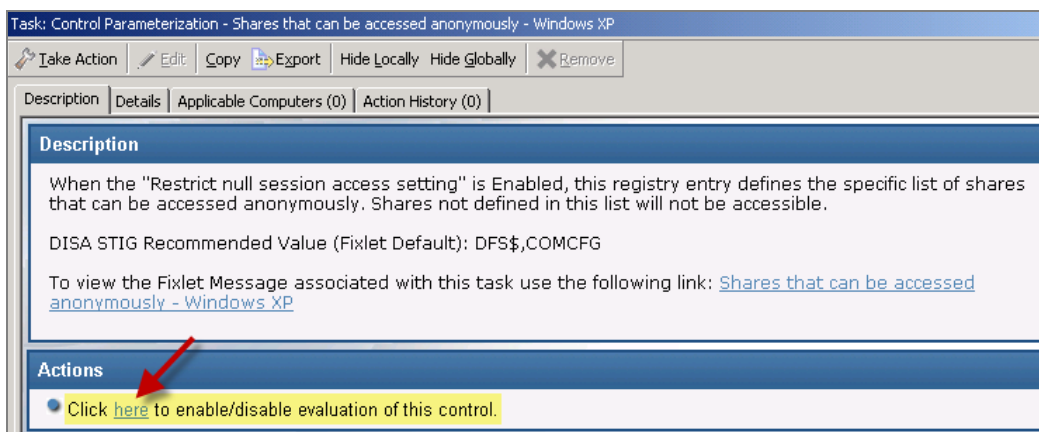 Task: Control Parameterization - Shares that can be accessed anonymously - Windows XP
Take Action Edit Copy Export Hide Locally Hide Globally Remove
Description Details Applicable Computers (0) Action History (0)
Description
When the "Restrict null session access setting" is Enabled, this registry entry defines the specific list of shares
that can be accessed anonymously. Shares not defined in this list will not be accessible.
DISA STIG Recommended Value (Fixlet Default): DFS$,COMCFG
To view the Fixlet Message associated with this task use the following link: Shares that can be accessed
anonymously - Windows XP
Actions
Click here to enable/disable evaluation of this control.